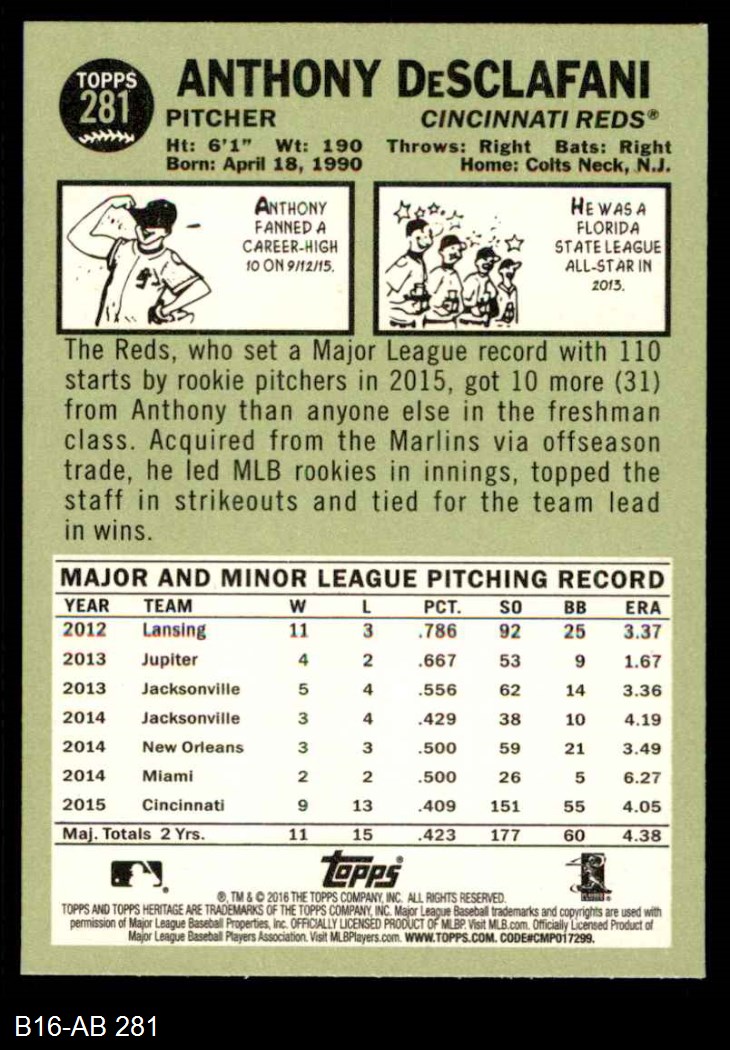 TOPPS
281
ANTHONY DeSCLAFANI
PITCHER CINCINNATI REDS®
Ht: 6'1" Wt: 190 Throws: Right Bats: Right
Born: April 18, 1990 Home: Colts Neck, N.J.
ANTHONY
FANNED A
CAREER-HIGH
10 ON 9/12/15.
HE WAS A
FLORIDA
STATE LEAGUE
ALL-STAR IN
2013.
The Reds, who set a Major League record with 110
starts by rookie pitchers in 2015, got 10 more (31)
from Anthony than anyone else in the freshman
class. Acquired from the Marlins via offseason
trade, he led MLB rookies in innings, topped the
staff in strikeouts and tied for the team lead
in wins.
MAJOR AND MINOR LEAGUE PITCHING RECORD
YEAR TEAM W L PCT. SO BB ERA
2012 Lansing 11 3 .786 92 25 3.37
2013 Jupiter 4 2 .667 53 9 1.67
2013 Jacksonville 5 4 .556 62 14 3.36
2014 Jacksonville 3 4 .429 38 10 4.19
2014 New Orleans 3 3 .500 59 21 3.49
2014 Miami 2 2 .500 26 5 6.27
2015 Cincinnati 9 13 .409 151 55 4.05
Maj. Totals 2 Yrs. 11 15 .423 177 60 4.38
Topps®
®, TM & © 2016 THE TOPPS COMPANY, INC. ALL RIGHTS RESERVED.
TOPPS AND TOPPS HERITAGE ARE TRADEMARKS OF THE TOPPS COMPANY, INC. Major League Baseball trademarks and copyrights are used with
permission of Major League Baseball Properties, Inc. OFFICIALLY LICENSED PRODUCT OF MLBP. Visit MLB.com. Officially Licensed Product of
Major League Baseball Players Association. Visit MLBPlayers.com. WWW.TOPPS.COM. CODE#CMP017299.
B16-AB 281